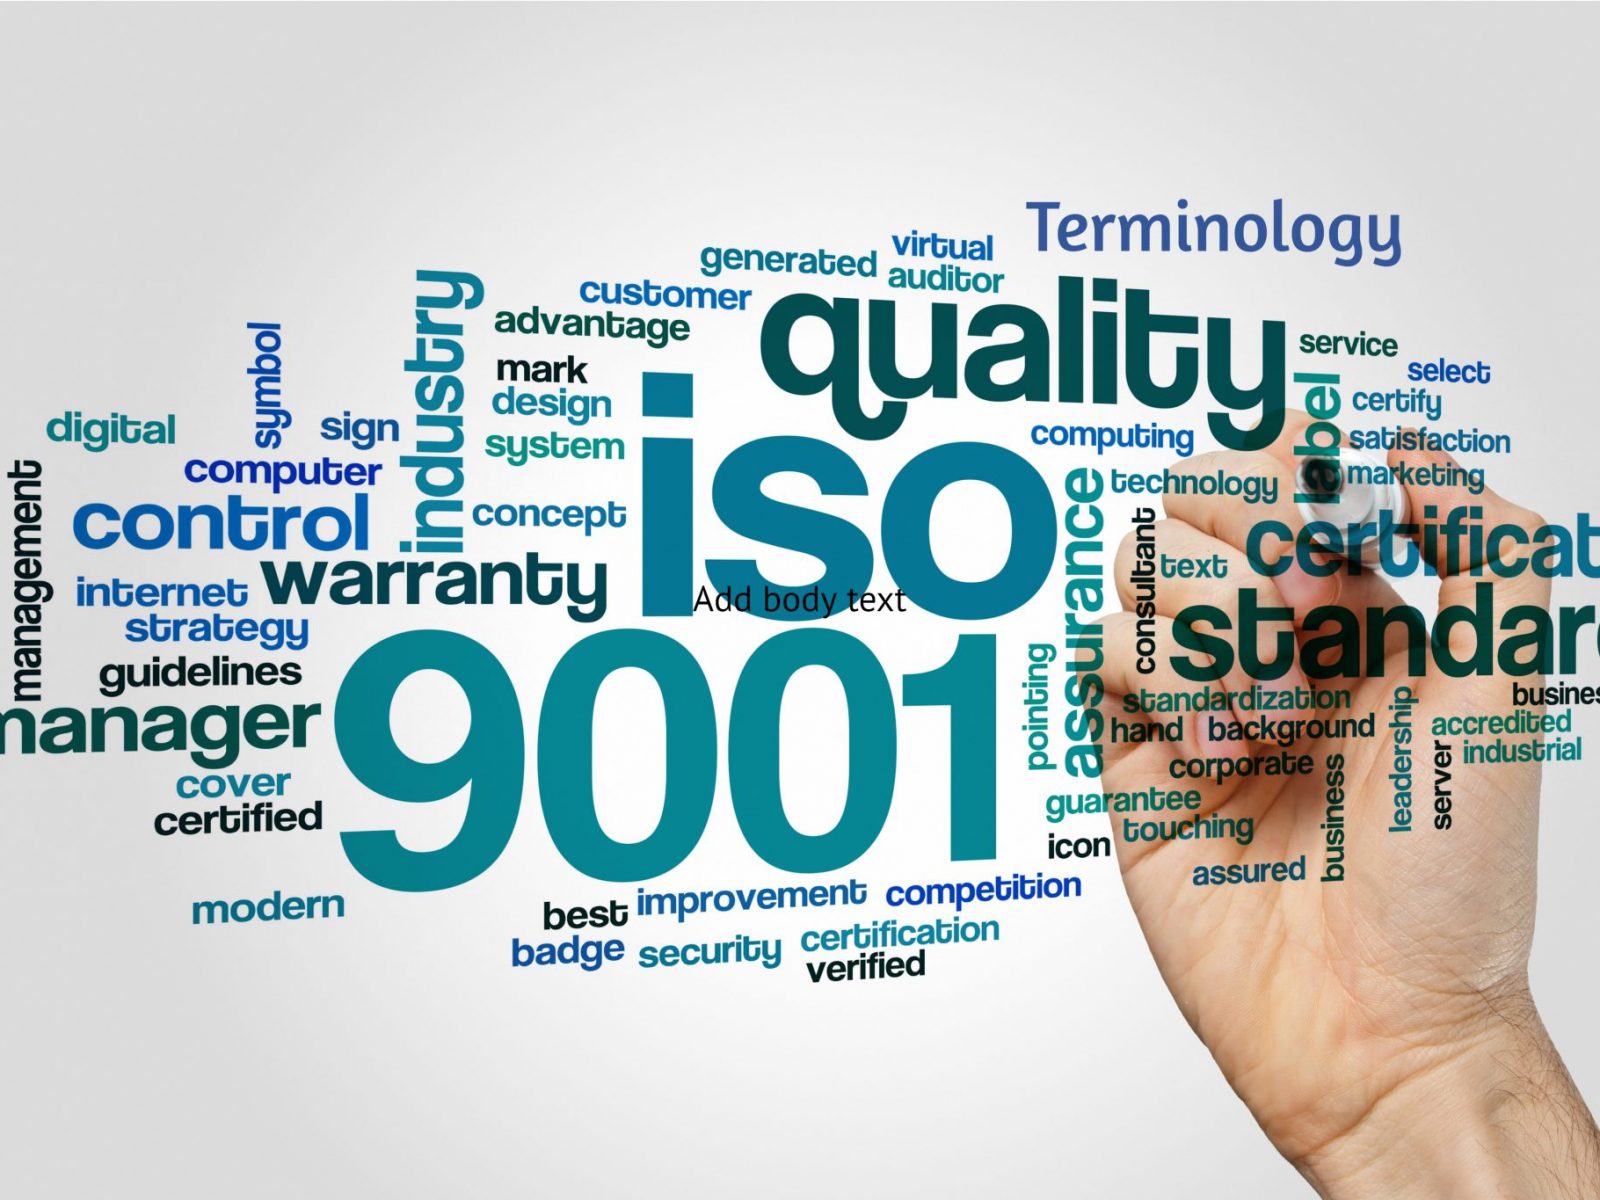 Terminology
virtual
generated
auditor
customer
advantage
quality
industry
symbol
service
select
mark
label
certify
design
digital
sign
computing
satisfaction
system
computer
iso
technology
marketing
management
control
concept
assurance
consultant
certificat
text
internet
warranty
Add body text
strategy
standar
guidelines
manager
9001
pointing
standardization
busines
hand
background
leadership
accredited
industrial
corporate
server
cover
certified
guarantee
touching
business
icon
assured
modern
best
improvement
competition
badge
security
certification
verified